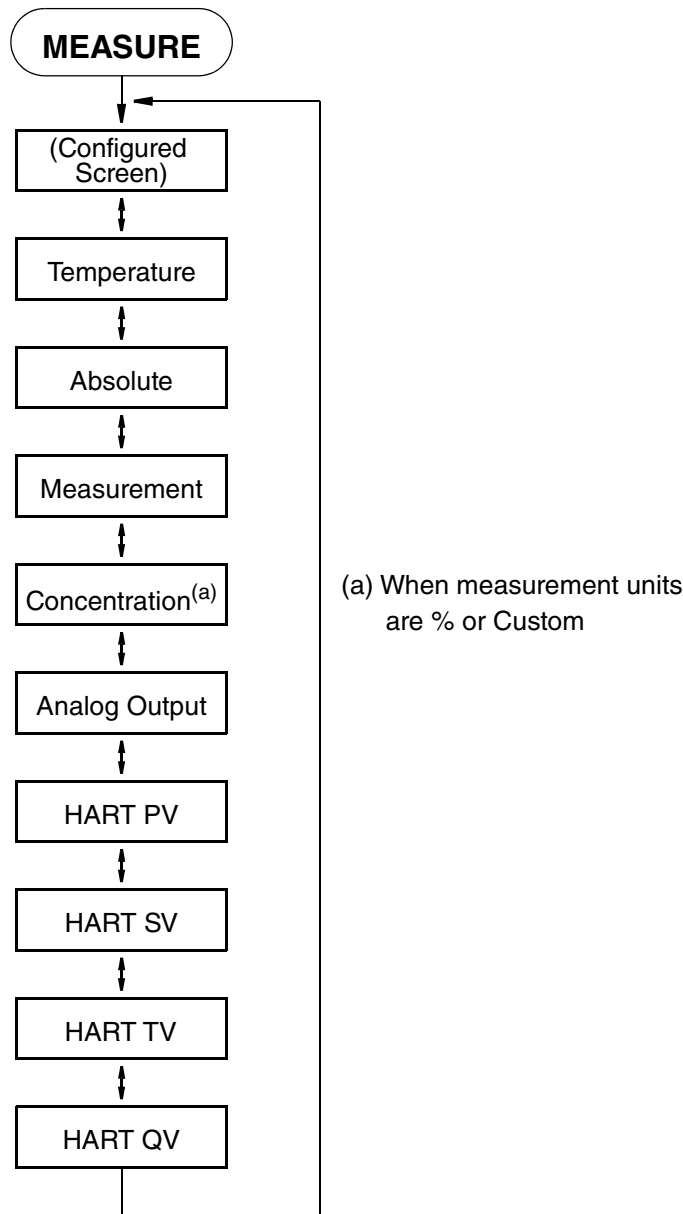 MEASURE
(Configured
Screen)
Temperature
Absolute
Measurement
Concentration(a)
(a) When measurement units
are % or Custom
Analog Output
HART PV
HART SV
HART TV
HART QV